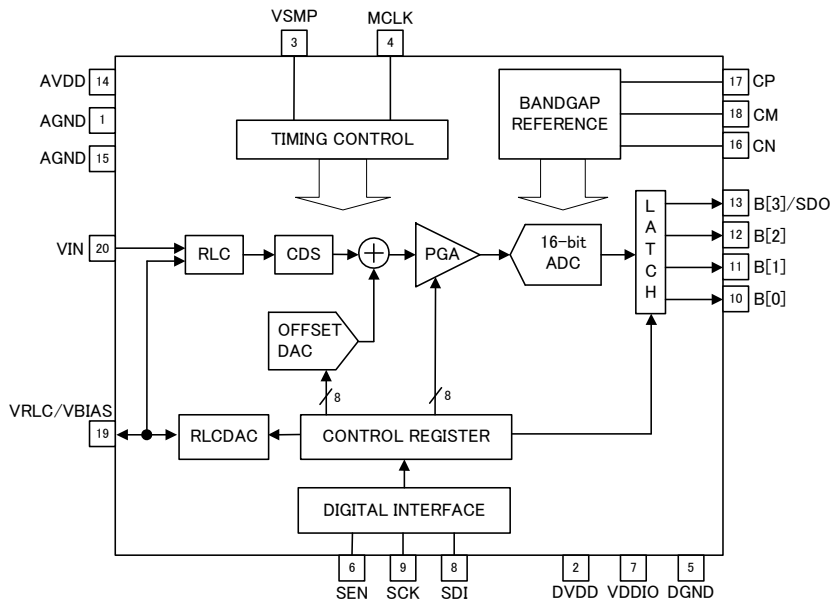 VSMP MCLK
3 4
AVDD 14
AGND 1
AGND 15
TIMING CONTROL
BANDGAP
REFERENCE
17 CP
18 CM
16 CN
VIN 20
RLC
CDS
PGA
16-bit
ADC
L
A
T
C
H
13 B[3]/SDO
12 B[2]
11 B[1]
10 B[0]
OFFSET
DAC
8
8
VRLC/VBIAS
19
RLCDAC
CONTROL REGISTER
DIGITAL INTERFACE
6 9 8 2 7 5
SEN SCK SDI DVDD VDDIO DGND